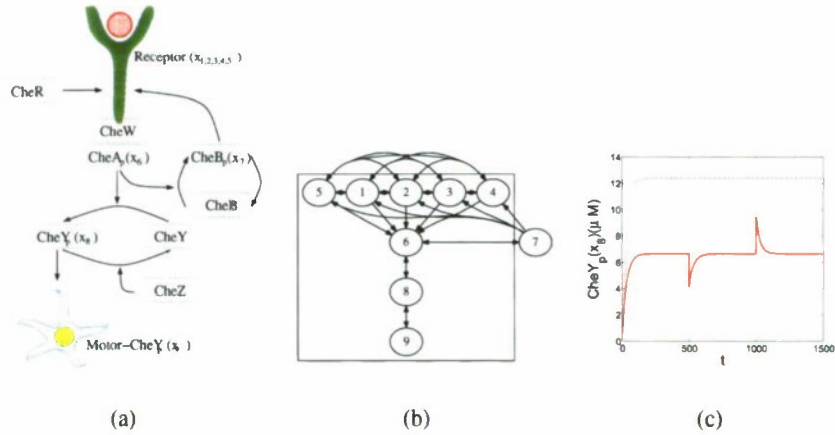 Receptor (x1,2,3,4,5)
CheR
CheW
CheAp(x6)
CheBp(x7)
CheB
CheYp(x8)
CheY
CheZ
Motor–CheYp(x9)
(a)
5 1 2 3 4
7
6
8
9
(b)
CheYp(x8)(μM)
14
12
10
8
6
4
2
0
0 500 1000 1500
t
(c)